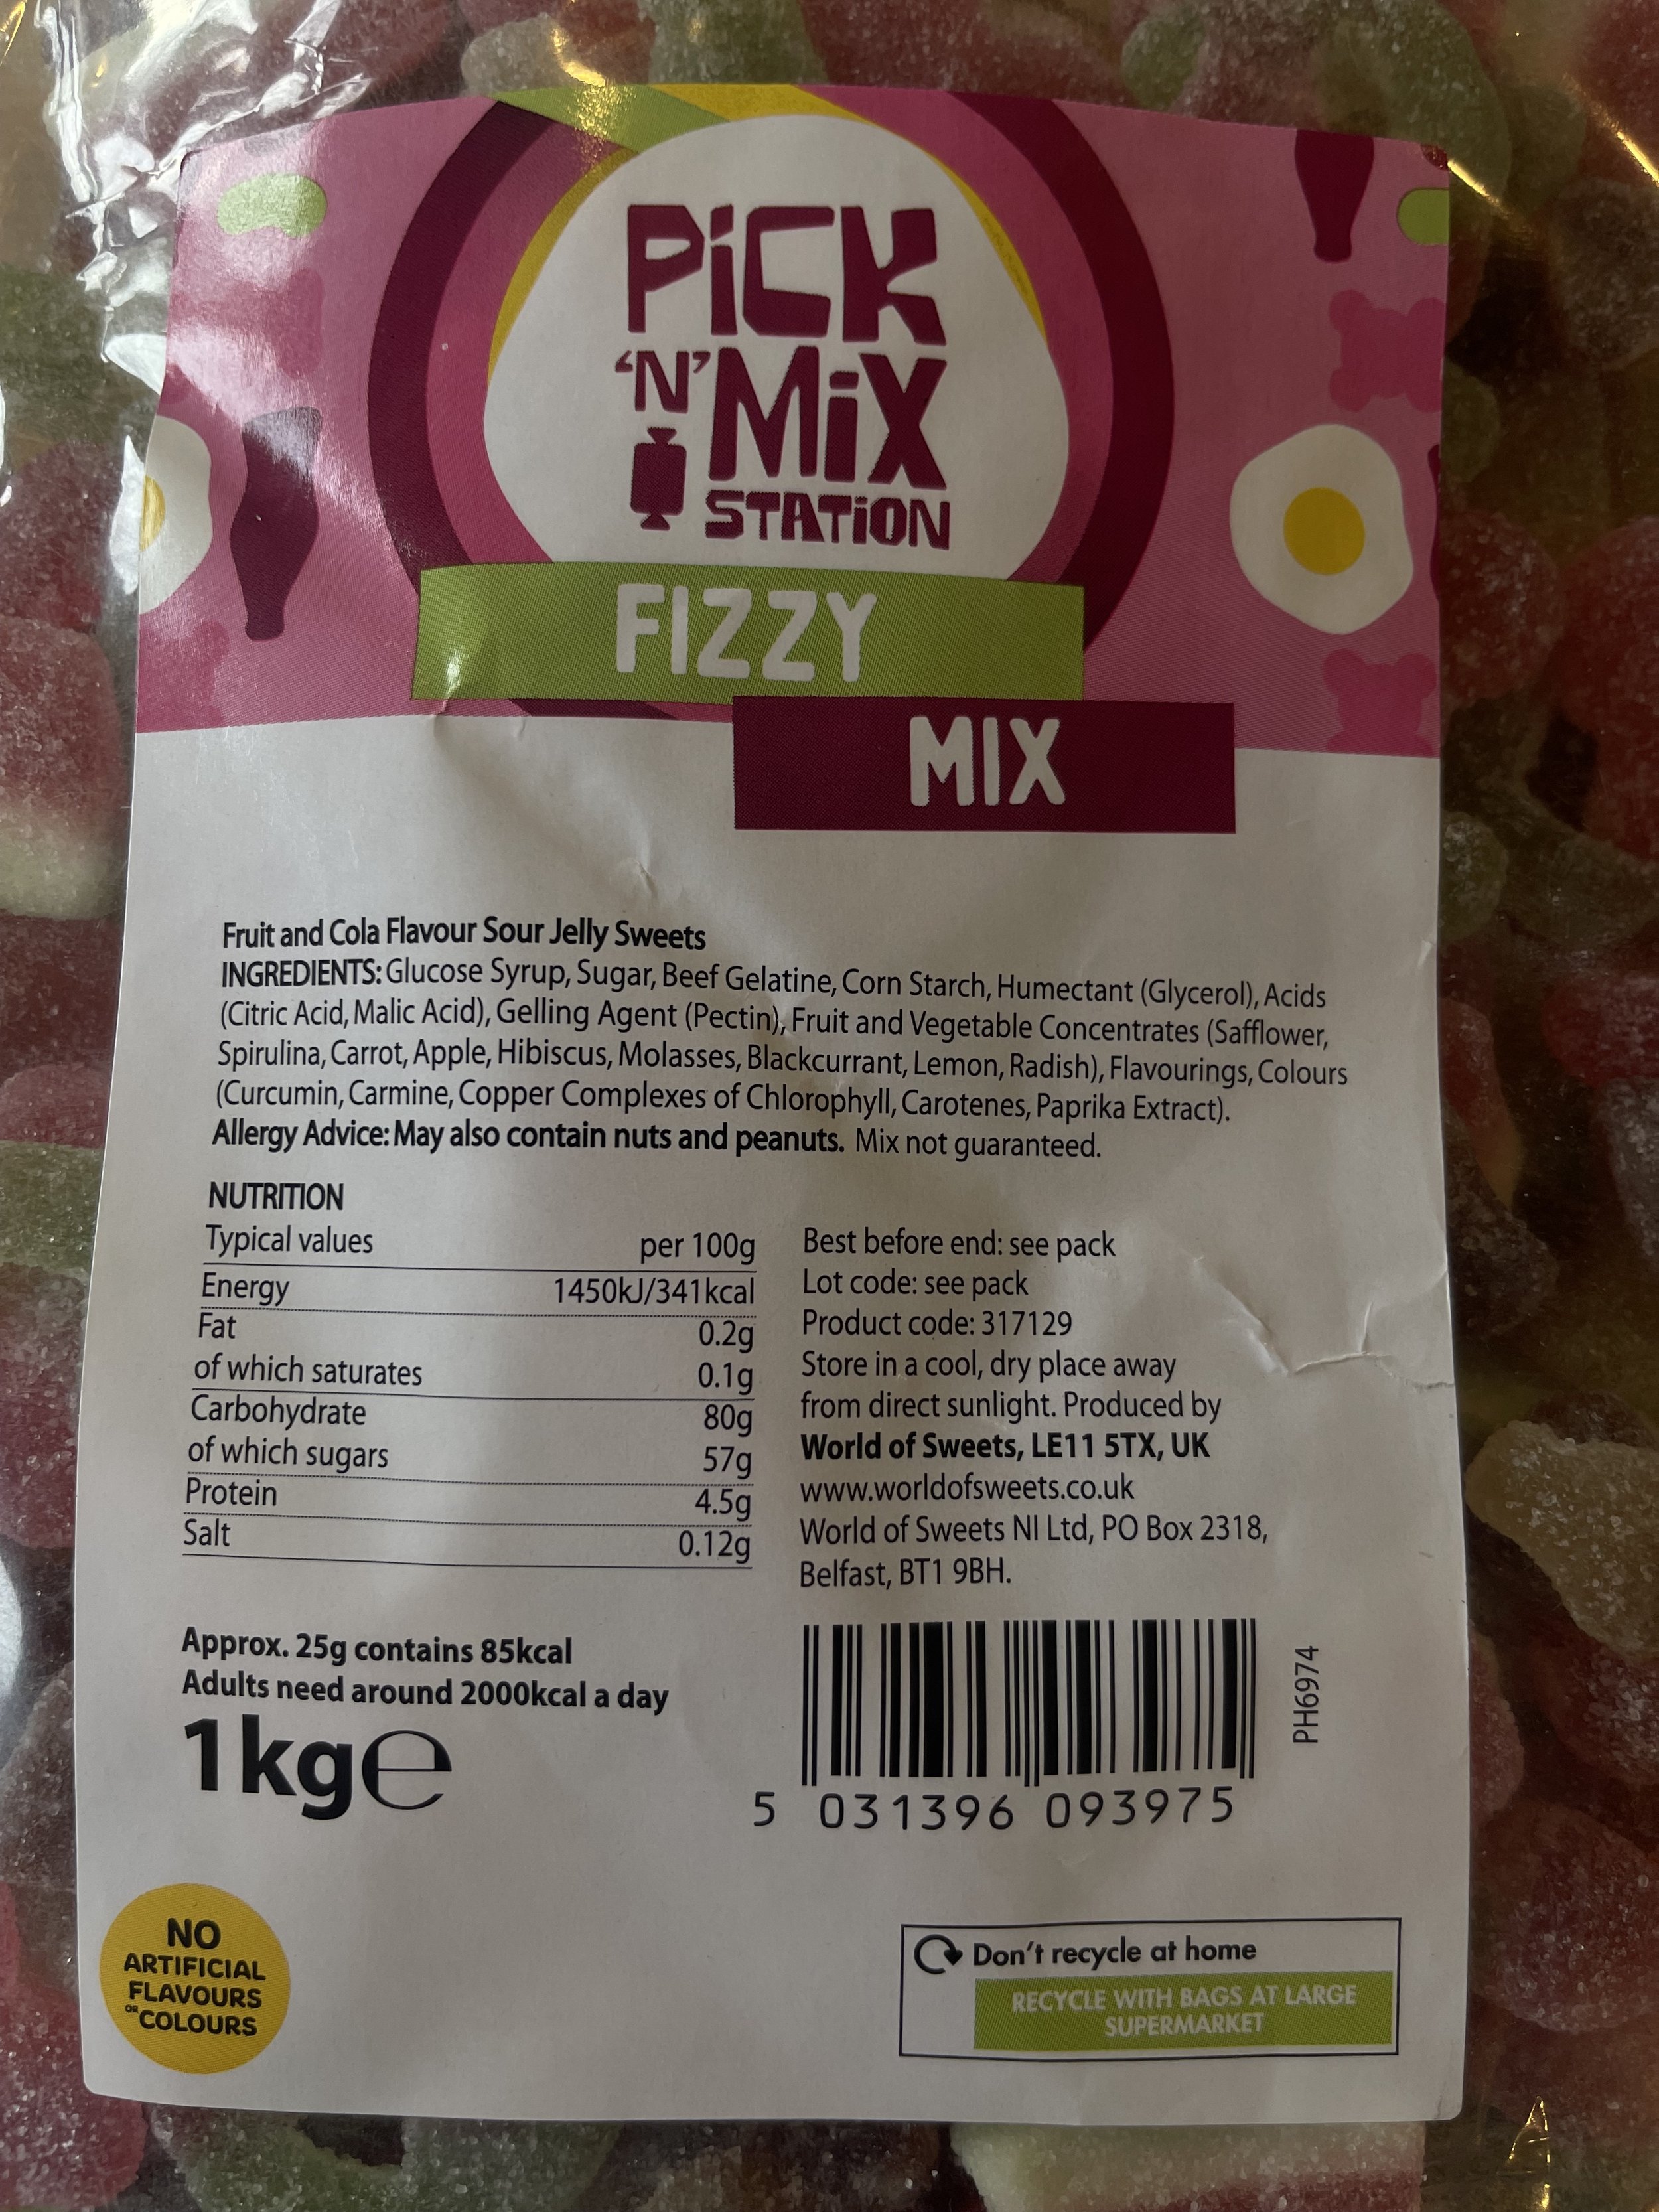 PiCK
'N' MiX
STATiON
FIZZY
MIX
Fruit and Cola Flavour Sour Jelly Sweets
INGREDIENTS: Glucose Syrup, Sugar, Beef Gelatine, Corn Starch, Humectant (Glycerol), Acids
(Citric Acid, Malic Acid), Gelling Agent (Pectin), Fruit and Vegetable Concentrates (Safflower,
Spirulina, Carrot, Apple, Hibiscus, Molasses, Blackcurrant, Lemon, Radish), Flavourings, Colours
(Curcumin, Carmine, Copper Complexes of Chlorophyll, Carotenes, Paprika Extract).
Allergy Advice: May also contain nuts and peanuts. Mix not guaranteed.
NUTRITION
Typical values per 100g
Energy 1450kJ/341kcal
Fat 0.2g
of which saturates 0.1g
Carbohydrate 80g
of which sugars 57g
Protein 4.5g
Salt 0.12g
Best before end: see pack
Lot code: see pack
Product code: 317129
Store in a cool, dry place away
from direct sunlight. Produced by
World of Sweets, LE11 5TX, UK
www.worldofsweets.co.uk
World of Sweets NI Ltd, PO Box 2318,
Belfast, BT1 9BH.
Approx. 25g contains 85kcal
Adults need around 2000kcal a day
1kg℮
5 031396 093975
PH6974
NO
ARTIFICIAL
FLAVOURS
OR COLOURS
Don't recycle at home
RECYCLE WITH BAGS AT LARGE
SUPERMARKET